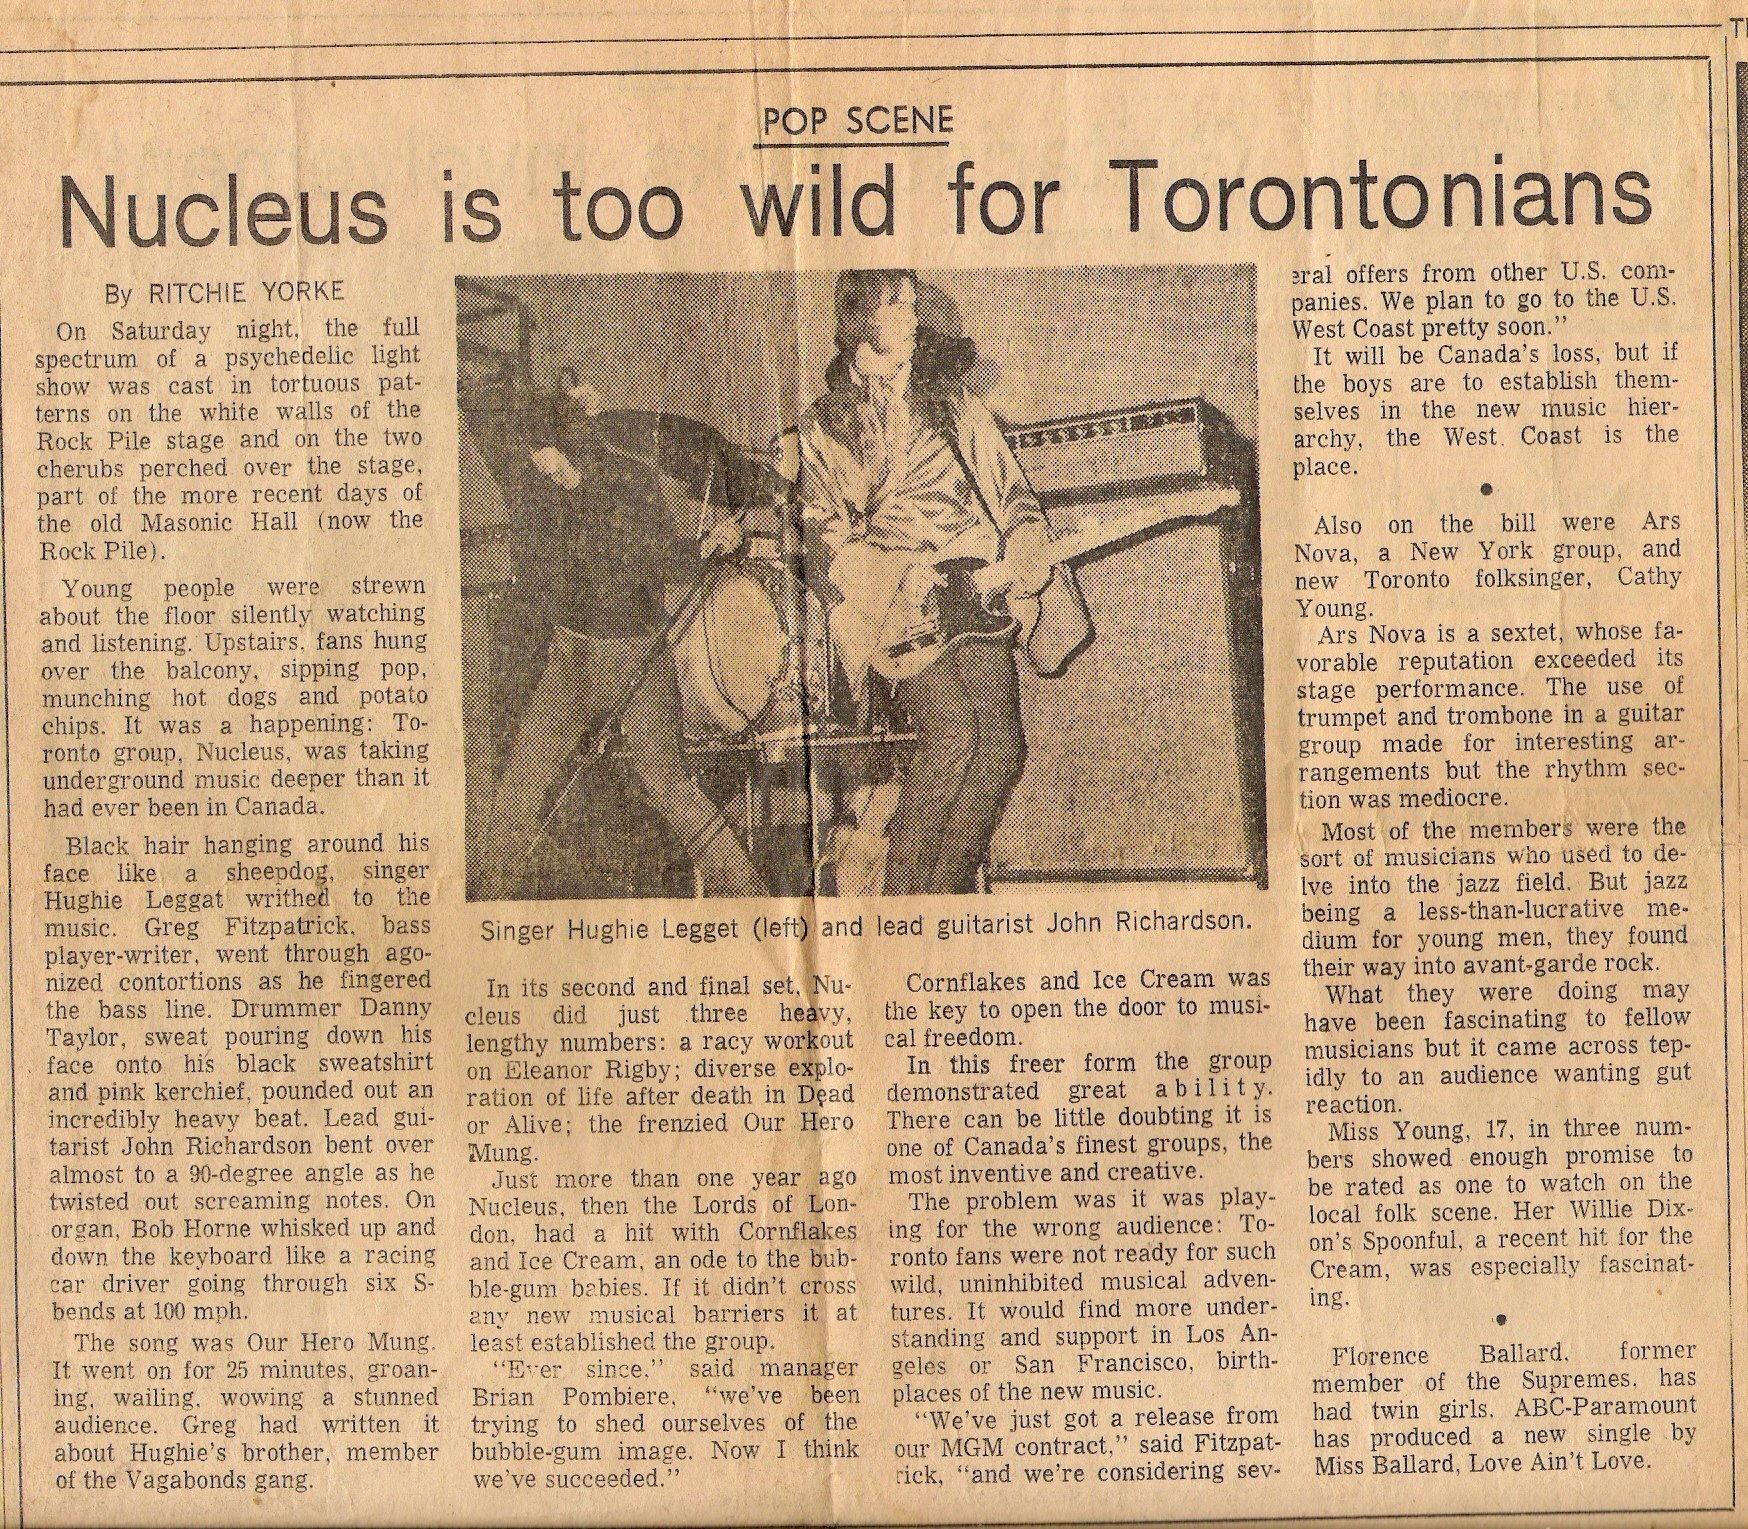 POP SCENE
Nucleus is too wild for Torontonians
By RITCHIE YORKE
On Saturday night, the full
spectrum of a psychedelic light
show was cast in tortuous pat-
terns on the white walls of the
Rock Pile stage and on the two
cherubs perched over the stage,
part of the more recent days of
the old Masonic Hall (now the
Rock Pile).
Young people were strewn
about the floor silently watching
and listening. Upstairs, fans hung
over the balcony, sipping pop,
munching hot dogs and potato
chips. It was a happening: To-
ronto group, Nucleus, was taking
underground music deeper than it
had ever been in Canada.
Black hair hanging around his
face like a sheepdog, singer
Hughie Leggat writhed to the
music. Greg Fitzpatrick, bass
player-writer, went through ago-
nized contortions as he fingered
the bass line. Drummer Danny
Taylor, sweat pouring down his
face onto his black sweatshirt
and pink kerchief, pounded out an
incredibly heavy beat. Lead gui-
tarist John Richardson bent over
almost to a 90-degree angle as he
twisted out screaming notes. On
organ, Bob Horne whisked up and
down the keyboard like a racing
car driver going through six S-
bends at 100 mph.
The song was Our Hero Mung.
It went on for 25 minutes, groan-
ing, wailing, wowing a stunned
audience. Greg had written it
about Hughie's brother, member
of the Vagabonds gang.
Singer Hughie Legget (left) and lead guitarist John Richardson.
In its second and final set, Nu-
cleus did just three heavy,
lengthy numbers: a racy workout
on Eleanor Rigby; diverse explo-
ration of life after death in Dead
or Alive; the frenzied Our Hero
Mung.
Just more than one year ago
Nucleus, then the Lords of Lon-
don, had a hit with Cornflakes
and Ice Cream, an ode to the bub-
ble-gum babies. If it didn't cross
any new musical barriers it at
least established the group.
"Ever since," said manager
Brian Pombiere, "we've been
trying to shed ourselves of the
bubble-gum image. Now I think
we've succeeded."
Cornflakes and Ice Cream was
the key to open the door to musi-
cal freedom.
In this freer form the group
demonstrated great ability.
There can be little doubting it is
one of Canada's finest groups, the
most inventive and creative.
The problem was it was play-
ing for the wrong audience: To-
ronto fans were not ready for such
wild, uninhibited musical adven-
tures. It would find more under-
standing and support in Los An-
geles or San Francisco, birth-
places of the new music.
"We've just got a release from
our MGM contract," said Fitzpat-
rick, "and we're considering sev-
eral offers from other U.S. com-
panies. We plan to go to the U.S.
West Coast pretty soon."
It will be Canada's loss, but if
the boys are to establish them-
selves in the new music hier-
archy, the West Coast is the
place.
Also on the bill were Ars
Nova, a New York group, and
new Toronto folksinger, Cathy
Young.
Ars Nova is a sextet, whose fa-
vorable reputation exceeded its
stage performance. The use of
trumpet and trombone in a guitar
group made for interesting ar-
rangements but the rhythm sec-
tion was mediocre.
Most of the members were the
sort of musicians who used to de-
lve into the jazz field. But jazz
being a less-than-lucrative me-
dium for young men, they found
their way into avant-garde rock.
What they were doing may
have been fascinating to fellow
musicians but it came across tep-
idly to an audience wanting gut
reaction.
Miss Young, 17, in three num-
bers showed enough promise to
be rated as one to watch on the
local folk scene. Her Willie Dix-
on's Spoonful, a recent hit for the
Cream, was especially fascinat-
ing.
Florence Ballard, former
member of the Supremes, has
had twin girls. ABC-Paramount
has produced a new single by
Miss Ballard, Love Ain't Love.